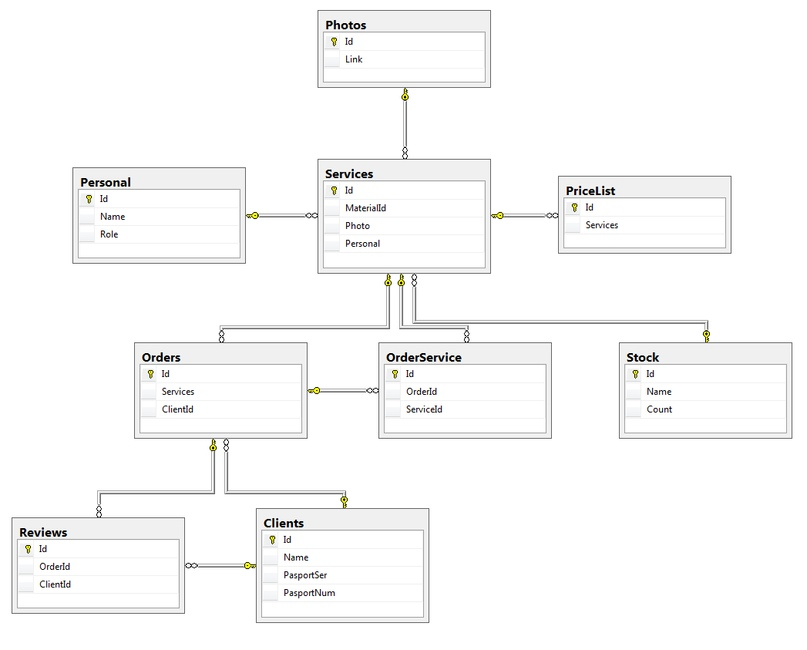 Photos
Id
Link
Personal
Id
Name
Role
Services
Id
MaterialId
Photo
Personal
PriceList
Id
Services
Orders
Id
Services
ClientId
OrderService
Id
OrderId
ServiceId
Stock
Id
Name
Count
Reviews
Id
OrderId
ClientId
Clients
Id
Name
PasportSer
PasportNum